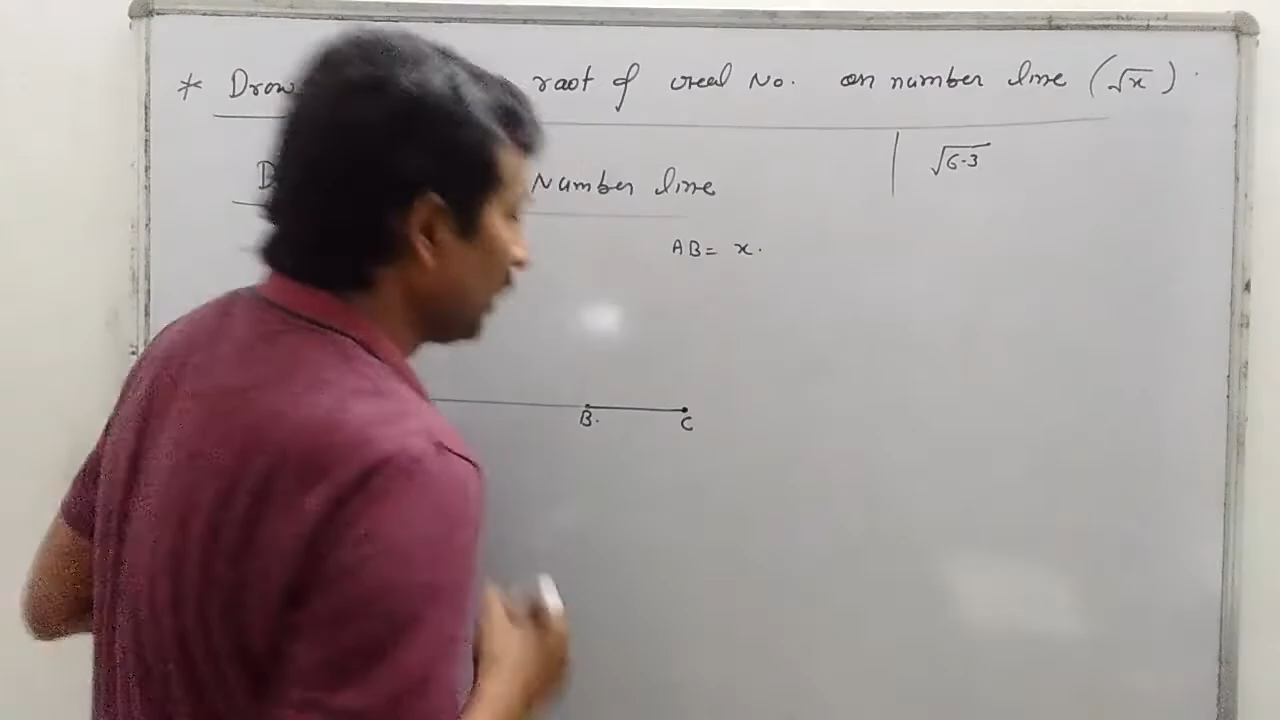 * Draw root of real No. on number line (√x).
Number line
√6.3
AB = x.
B. C